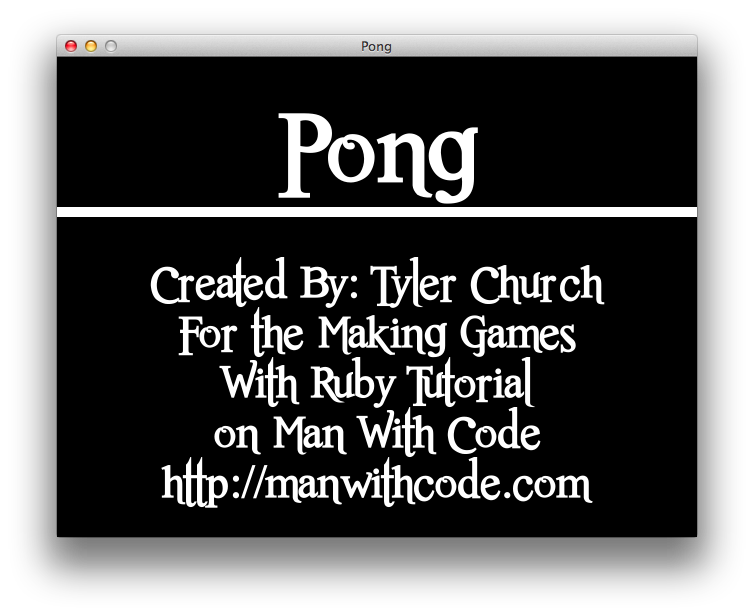 Pong
Pong
Created By: Tyler Church
For the Making Games
With Ruby Tutorial
on Man With Code
http://manwithcode.com